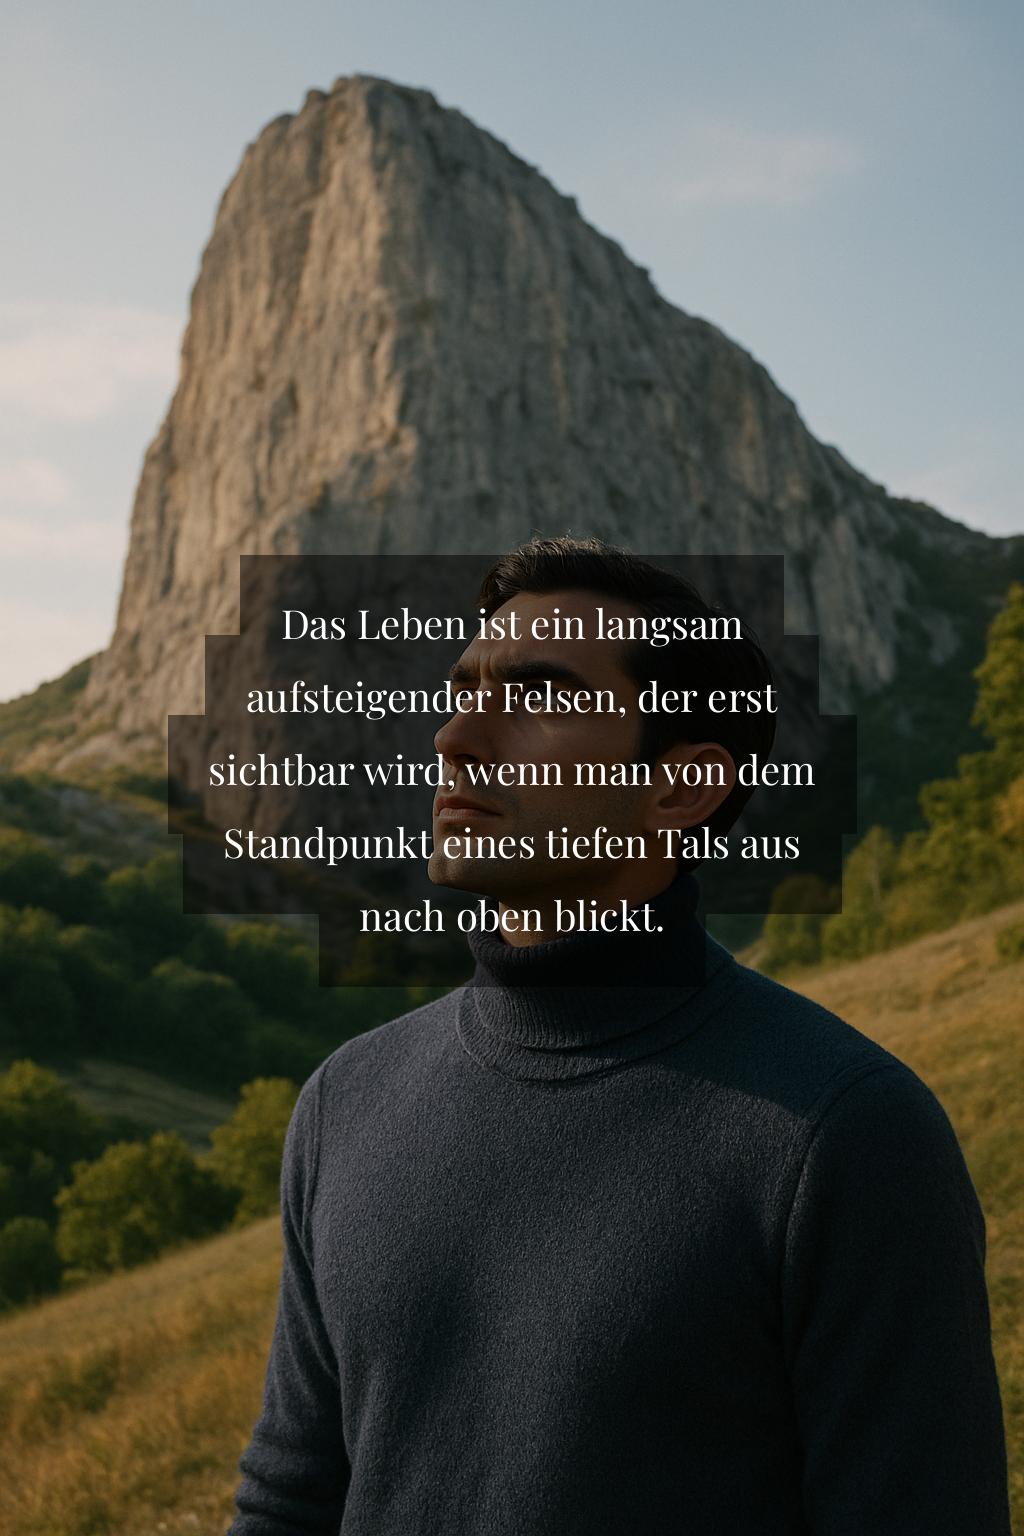 Das Leben ist ein langsam
aufsteigender Felsen, der erst
sichtbar wird, wenn man von dem
Standpunkt eines tiefen Tals aus
nach oben blickt.